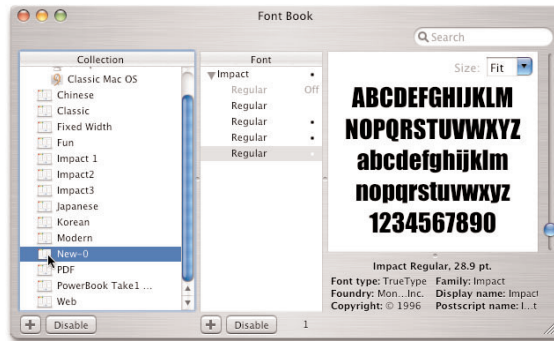 Font Book
Search
Collection
Classic Mac OS
Chinese
Classic
Fixed Width
Fun
Impact 1
Impact2
Impact3
Japanese
Korean
Modern
New-0
PDF
PowerBook Take1 ...
Web
Disable
Font
Impact
Regular Off
Regular
Regular
Regular
Regular
Disable
1
Size: Fit
ABCDEFGHIJKLM
NOPQRSTUVWXYZ
abcdefghijklm
nopqrstuvwxyz
1234567890
Impact Regular, 28.9 pt.
Font type: TrueType Family: Impact
Foundry: Mon...Inc. Display name: Impact
Copyright: © 1996 Postscript name: I...t